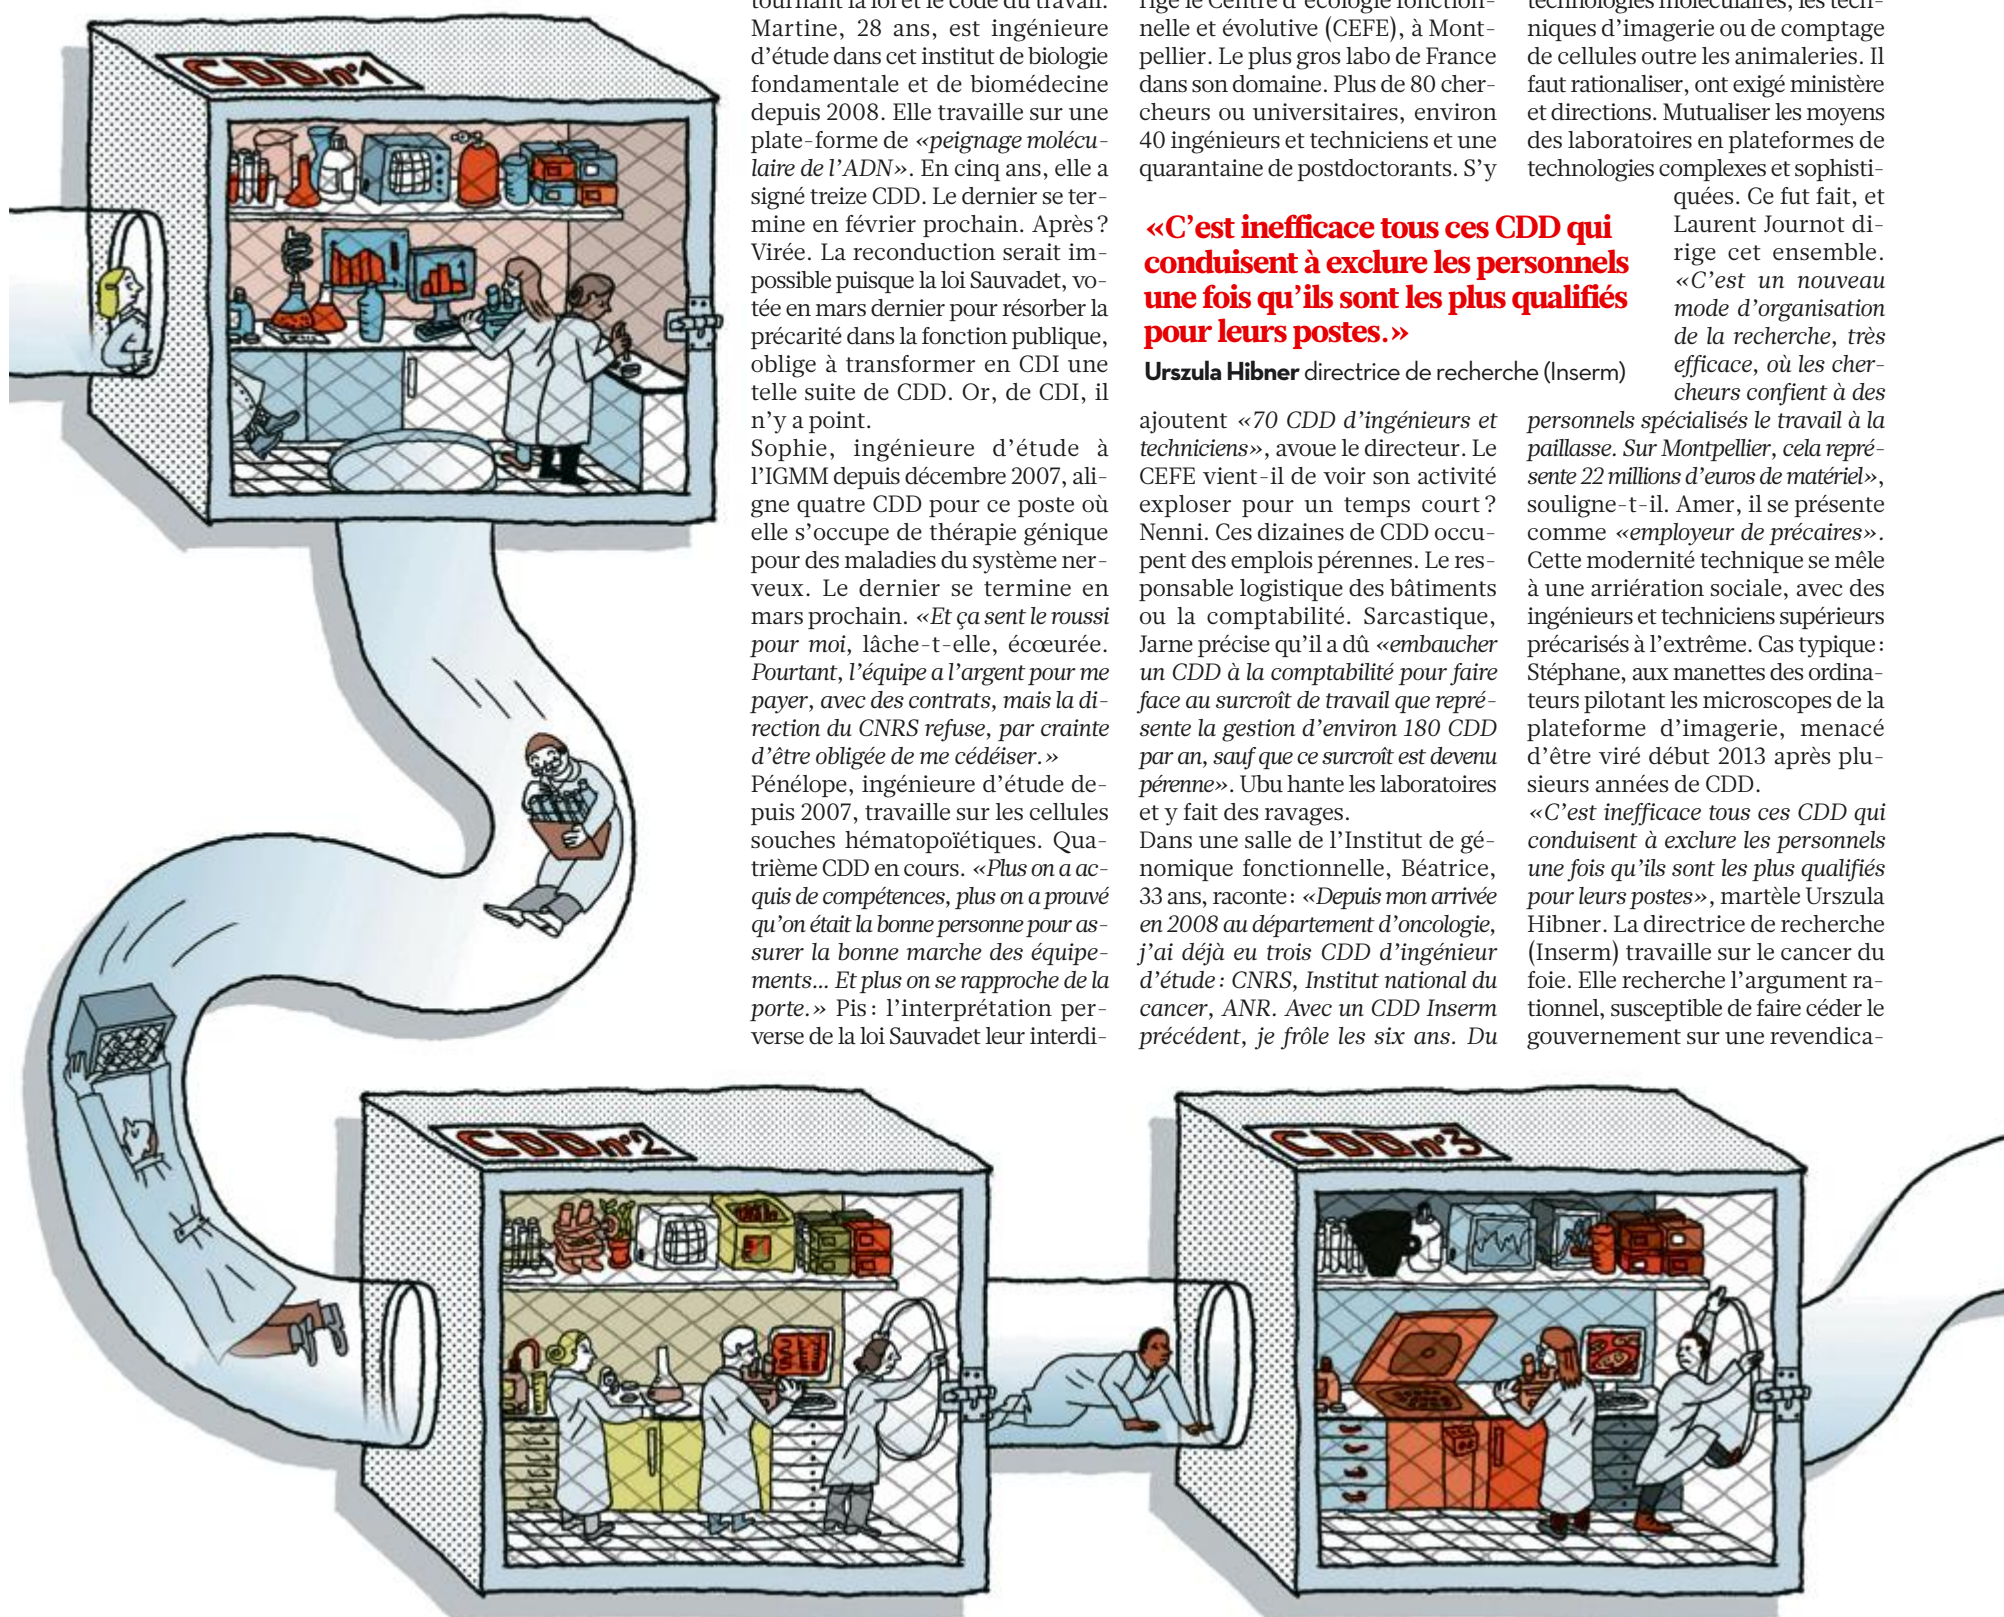 CDD n°1
tournant la loi et le code du travail.
Martine, 28 ans, est ingénieure
d'étude dans cet institut de biologie
fondamentale et de biomédecine
depuis 2008. Elle travaille sur une
plate-forme de «peignage molécu-
laire de l'ADN». En cinq ans, elle a
signé treize CDD. Le dernier se ter-
mine en février prochain. Après?
Virée. La reconduction serait im-
possible puisque la loi Sauvadet, vo-
tée en mars dernier pour résorber la
précarité dans la fonction publique,
oblige à transformer en CDI une
telle suite de CDD. Or, de CDI, il
n'y a point.
Sophie, ingénieure d'étude à
l'IGMM depuis décembre 2007, ali-
gne quatre CDD pour ce poste où
elle s'occupe de thérapie génique
pour des maladies du système ner-
veux. Le dernier se termine en
mars prochain. «Et ça sent le roussi
pour moi, lâche-t-elle, écœurée.
Pourtant, l'équipe a l'argent pour me
payer, avec des contrats, mais la di-
rection du CNRS refuse, par crainte
d'être obligée de me cédéiser.»
Pénélope, ingénieure d'étude de-
puis 2007, travaille sur les cellules
souches hématopoïétiques. Qua-
trième CDD en cours. «Plus on a ac-
quis de compétences, plus on a prouvé
qu'on était la bonne personne pour as-
surer la bonne marche des équipe-
ments... Et plus on se rapproche de la
porte.» Pis: l'interprétation per-
verse de la loi Sauvadet leur interdi-
rige le Centre d'écologie fonction-
nelle et évolutive (CEFE), à Mont-
pellier. Le plus gros labo de France
dans son domaine. Plus de 80 cher-
cheurs ou universitaires, environ
40 ingénieurs et techniciens et une
quarantaine de postdoctorants. S'y
«C'est inefficace tous ces CDD qui
conduisent à exclure les personnels
une fois qu'ils sont les plus qualifiés
pour leurs postes.»
Urszula Hibner directrice de recherche (Inserm)
ajoutent «70 CDD d'ingénieurs et
techniciens», avoue le directeur. Le
CEFE vient-il de voir son activité
exploser pour un temps court?
Nenni. Ces dizaines de CDD occu-
pent des emplois pérennes. Le res-
ponsable logistique des bâtiments
ou la comptabilité. Sarcastique,
Jarne précise qu'il a dû «embaucher
un CDD à la comptabilité pour faire
face au surcroît de travail que repré-
sente la gestion d'environ 180 CDD
par an, sauf que ce surcroît est devenu
pérenne». Ubu hante les laboratoires
et y fait des ravages.
Dans une salle de l'Institut de gé-
nomique fonctionnelle, Béatrice,
33 ans, raconte: «Depuis mon arrivée
en 2008 au département d'oncologie,
j'ai déjà eu trois CDD d'ingénieur
d'étude: CNRS, Institut national du
cancer, ANR. Avec un CDD Inserm
précédent, je frôle les six ans. Du
technologies moléculaires, les tech-
niques d'imagerie ou de comptage
de cellules outre les animaleries. Il
faut rationaliser, ont exigé ministère
et directions. Mutualiser les moyens
des laboratoires en plateformes de
technologies complexes et sophisti-
quées. Ce fut fait, et
Laurent Journot di-
rige cet ensemble.
«C'est un nouveau
mode d'organisation
de la recherche, très
efficace, où les cher-
cheurs confient à des
personnels spécialisés le travail à la
paillasse. Sur Montpellier, cela repré-
sente 22 millions d'euros de matériel»,
souligne-t-il. Amer, il se présente
comme «employeur de précaires».
Cette modernité technique se mêle
à une arriération sociale, avec des
ingénieurs et techniciens supérieurs
précarisés à l'extrême. Cas typique:
Stéphane, aux manettes des ordina-
teurs pilotant les microscopes de la
plateforme d'imagerie, menacé
d'être viré début 2013 après plu-
sieurs années de CDD.
«C'est inefficace tous ces CDD qui
conduisent à exclure les personnels
une fois qu'ils sont les plus qualifiés
pour leurs postes», martèle Urszula
Hibner. La directrice de recherche
(Inserm) travaille sur le cancer du
foie. Elle recherche l'argument ra-
tionnel, susceptible de faire céder le
gouvernement sur une revendica-
CDD n°2
CDD n°3